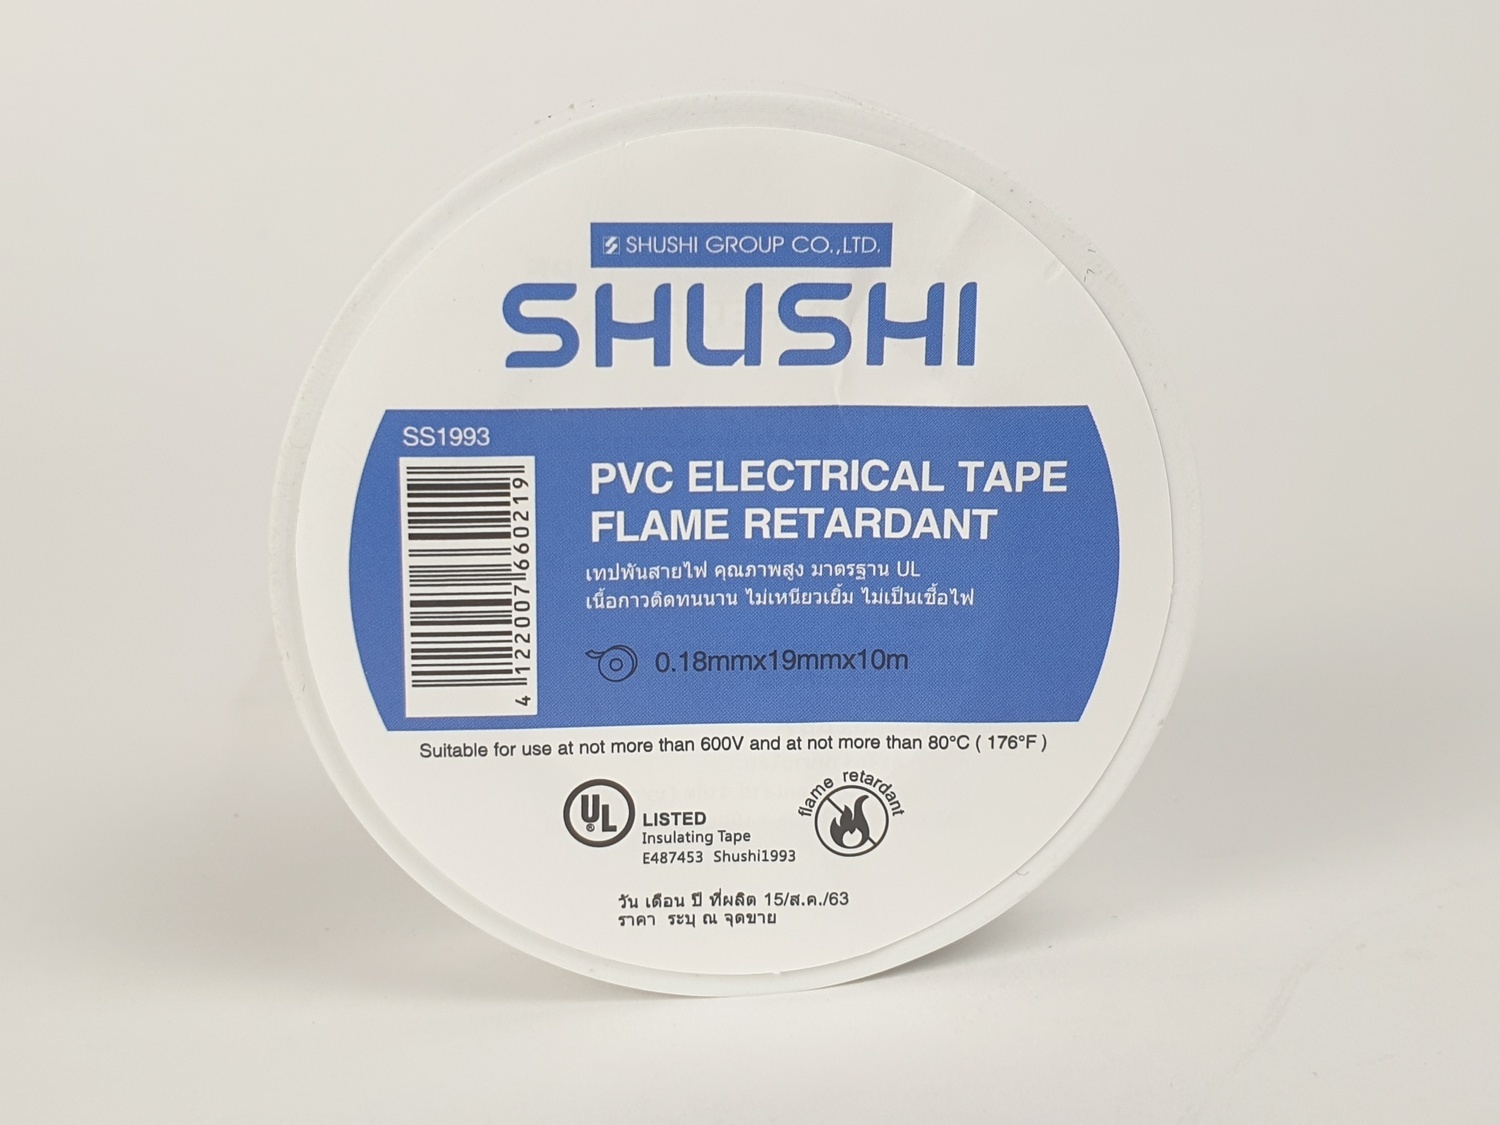 SHUSHI GROUP CO.,LTD.
SHUSHI
SS1993
4 122007 660219
PVC ELECTRICAL TAPE
FLAME RETARDANT
เทปพันสายไฟ คุณภาพสูง มาตรฐาน UL
เนื้อกาวติดทนนาน ไม่เหนียวเยิ้ม ไม่เป็นเชื้อไฟ
0.18mmx19mmx10m
Suitable for use at not more than 600V and at not more than 80°C ( 176°F )
UL ®
LISTED
Insulating Tape
E487453 Shushi1993
flame retardant
วัน เดือน ปี ที่ผลิต 15/ส.ค./63
ราคา ระบุ ณ จุดขาย